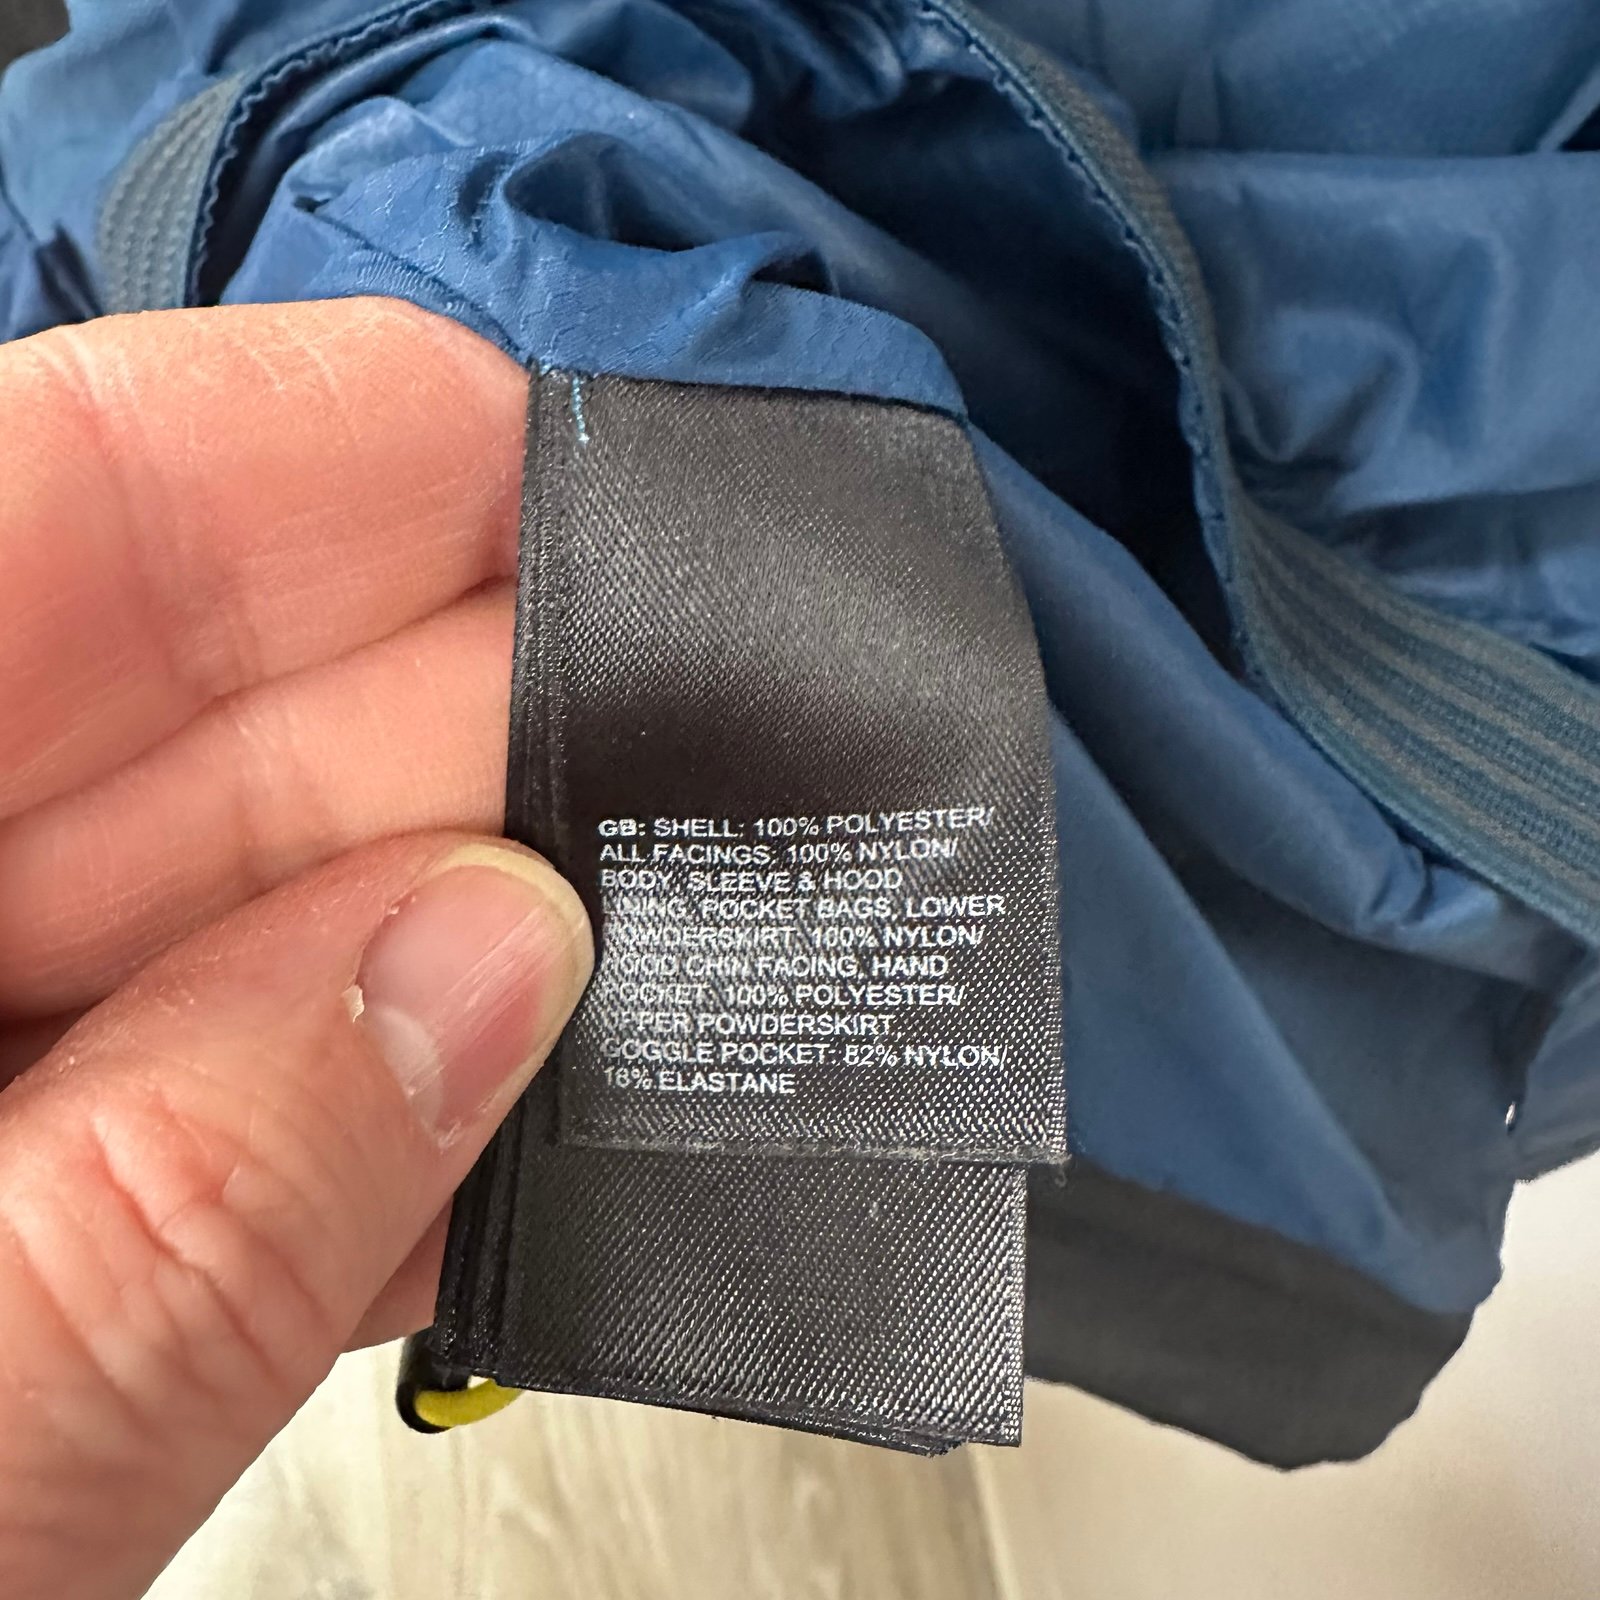 GB: SHELL: 100% POLYESTER/
ALL FACINGS: 100% NYLON/
BODY, SLEEVE & HOOD
LINING, POCKET BAGS, LOWER
POWDERSKIRT: 100% NYLON/
HOOD CHIN FACING, HAND
POCKET: 100% POLYESTER/
UPPER POWDERSKIRT,
GOGGLE POCKET: 82% NYLON/
18% ELASTANE